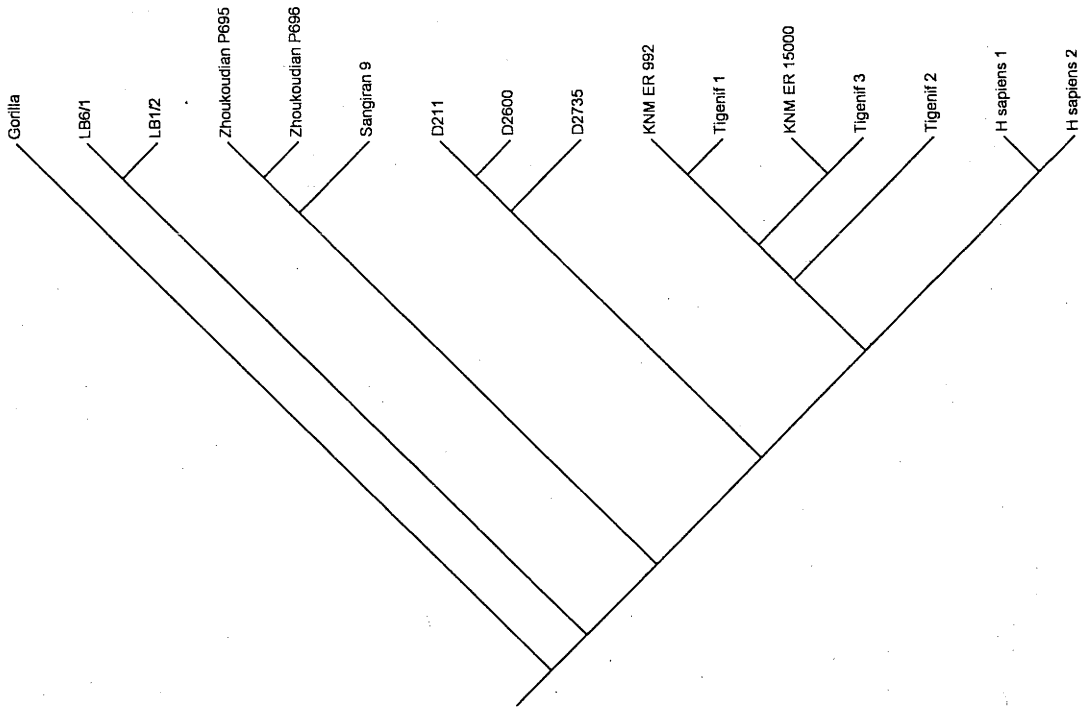 Gorilla
LB6/1
LB1/2
Zhoukoudian P695
Zhoukoudian P696
Sangiran 9
D211
D2600
D2735
KNM ER 992
Tigenif 1
KNM ER 15000
Tigenif 3
Tigenif 2
H sapiens 1
H sapiens 2